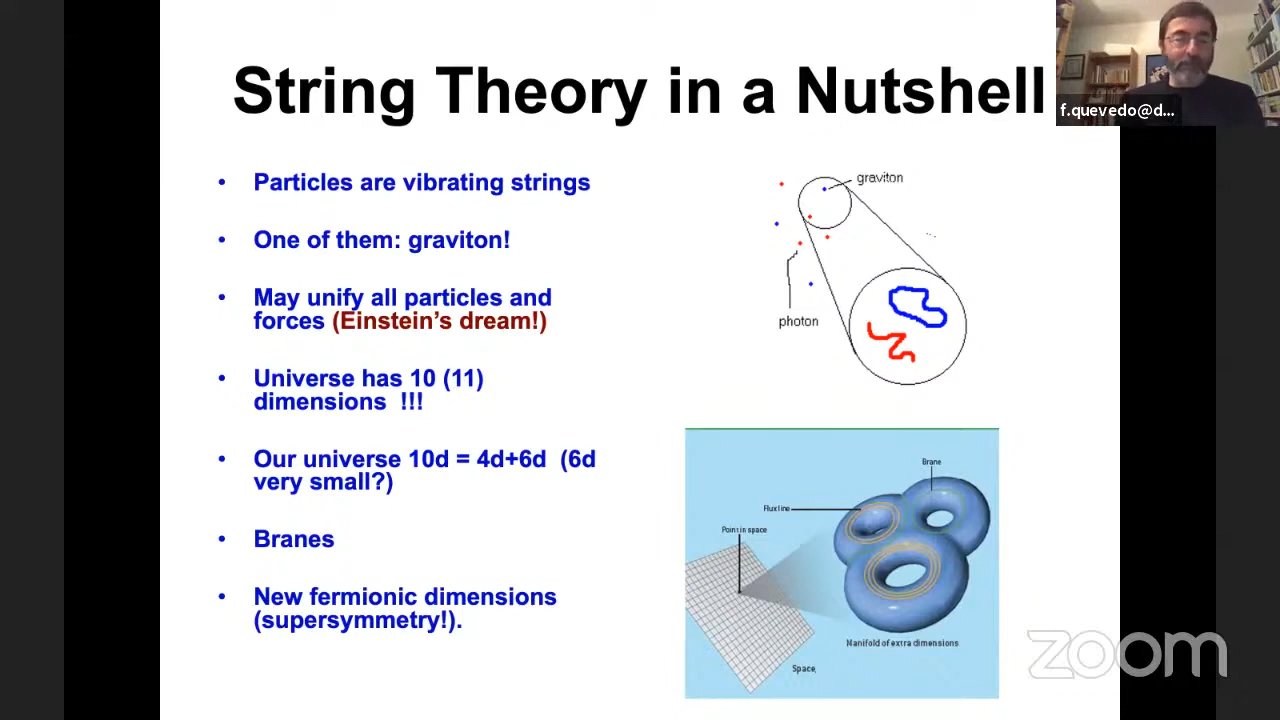 String Theory in a Nutshell
f.quevedo@d...
• Particles are vibrating strings
• One of them: graviton!
• May unify all particles and
forces (Einstein’s dream!)
• Universe has 10 (11)
dimensions !!!
• Our universe 10d = 4d+6d (6d
very small?)
• Branes
• New fermionic dimensions
(supersymmetry!).
graviton
photon
Brane
Flux line
Point in space
Manifold of extra dimensions
Space
zoom